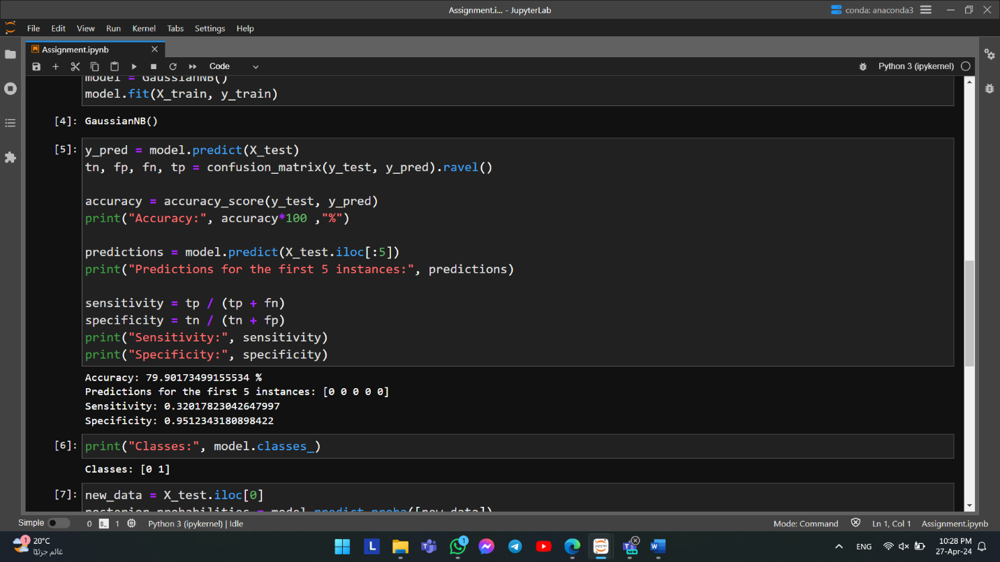 Assignment.i... - JupyterLab
conda: anaconda3
File Edit View Run Kernel Tabs Settings Help
Assignment.ipynb
Code
Python 3 (ipykernel)
model = GaussianNB()
model.fit(X_train, y_train)
[4]: GaussianNB()
[5]: y_pred = model.predict(X_test)
tn, fp, fn, tp = confusion_matrix(y_test, y_pred).ravel()
accuracy = accuracy_score(y_test, y_pred)
print("Accuracy:", accuracy*100 ,"%")
predictions = model.predict(X_test.iloc[:5])
print("Predictions for the first 5 instances:", predictions)
sensitivity = tp / (tp + fn)
specificity = tn / (tn + fp)
print("Sensitivity:", sensitivity)
print("Specificity:", specificity)
Accuracy: 79.90173499155534 %
Predictions for the first 5 instances: [0 0 0 0 0]
Sensitivity: 0.32017823042647997
Specificity: 0.9512343180898422
[6]: print("Classes:", model.classes_)
Classes: [0 1]
[7]: new_data = X_test.iloc[0]
posterior_probabilities = model.predict_proba([new_data])
Simple 0 $_ 1 Python 3 (ipykernel) | Idle
Mode: Command Ln 1, Col 1 Assignment.ipynb
1 20°C
غائم جزئيًا
L
T
1
jupyter
T
NEW
W
ENG
10:28 PM
27-Apr-24